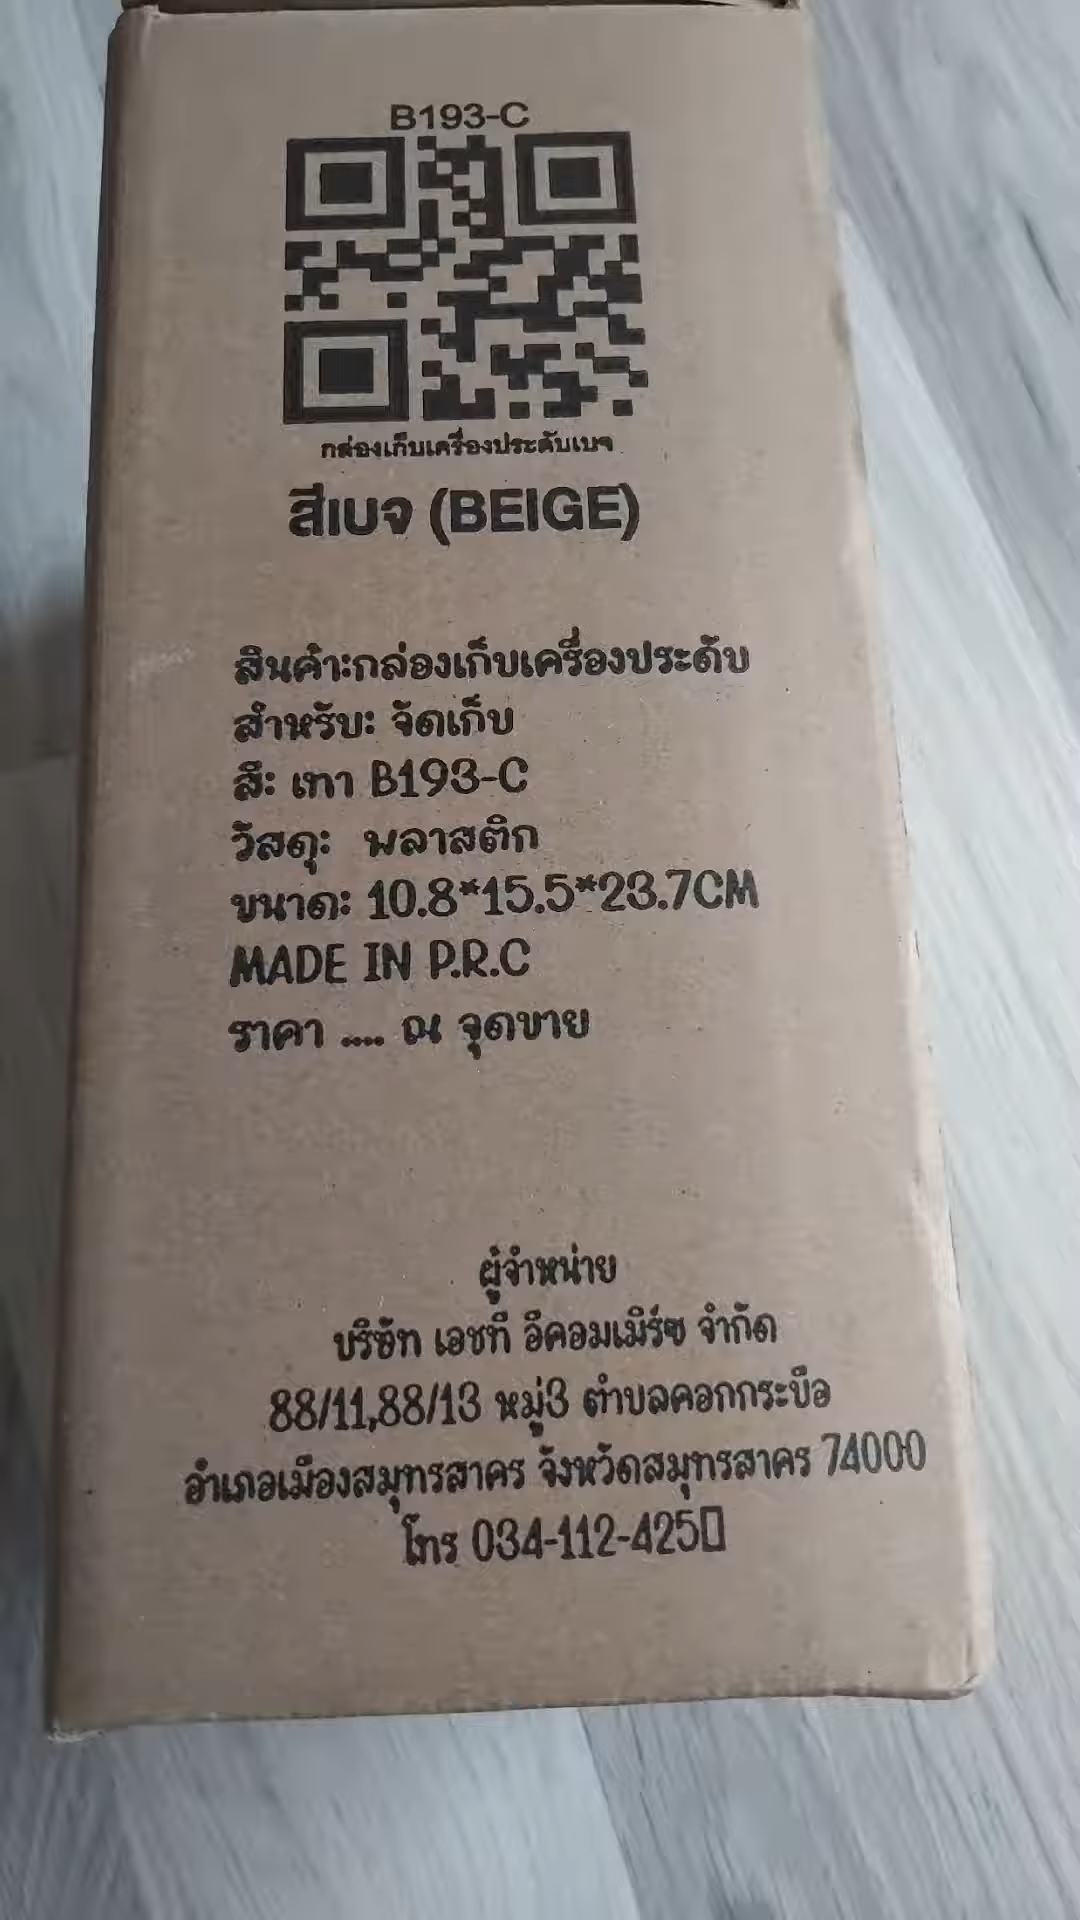 B193-C
กล่องเก็บเครื่องประดับเบจ
สีเบจ (BEIGE)
สินค้า:กล่องเก็บเครื่องประดับ
สำหรับ: จัดเก็บ
สี: เทา B193-C
วัสดุ: พลาสติก
ขนาด: 10.8*15.5*23.7CM
MADE IN P.R.C
ราคา .... ณ จุดขาย
ผู้จำหน่าย
บริษัท เอชที อีคอมเมิร์ซ จำกัด
88/11,88/13 หมู่3 ตำบลคอกกระบือ
อำเภอเมืองสมุทรสาคร จังหวัดสมุทรสาคร 74000
โทร 034-112-425